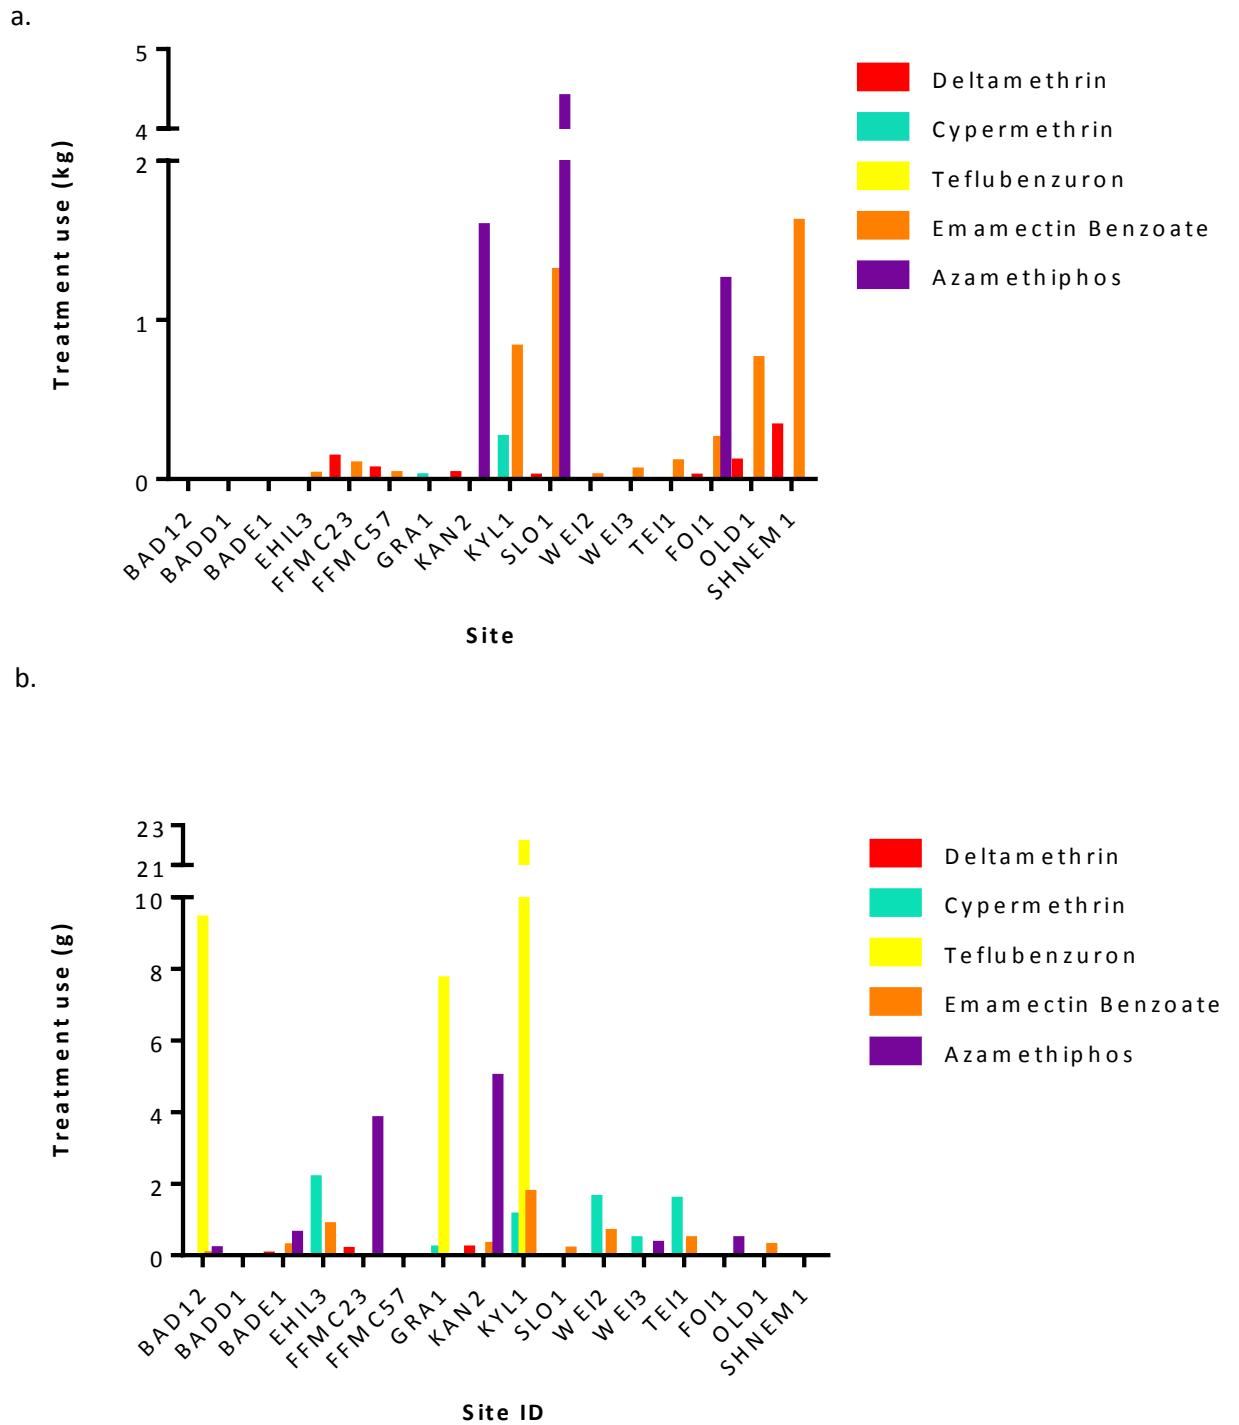 a.
5
4
2
1
0
Treatment use (kg)
Deltamethrin
Cypermethrin
Teflubenzuron
Emamectin Benzoate
Azamethiphos
BAD12
BADD1
BADE1
EHIL3
FFMC23
FFMC57
GRA1
KAN2
KYL1
SLO1
WEI2
WEI3
TEI1
FOI1
OLD1
SHNEM1
Site
b.
23
21
10
8
6
4
2
0
Treatment use (g)
Deltamethrin
Cypermethrin
Teflubenzuron
Emamectin Benzoate
Azamethiphos
BAD12
BADD1
BADE1
EHIL3
FFMC23
FFMC57
GRA1
KAN2
KYL1
SLO1
WEI2
WEI3
TEI1
FOI1
OLD1
SHNEM1
Site ID